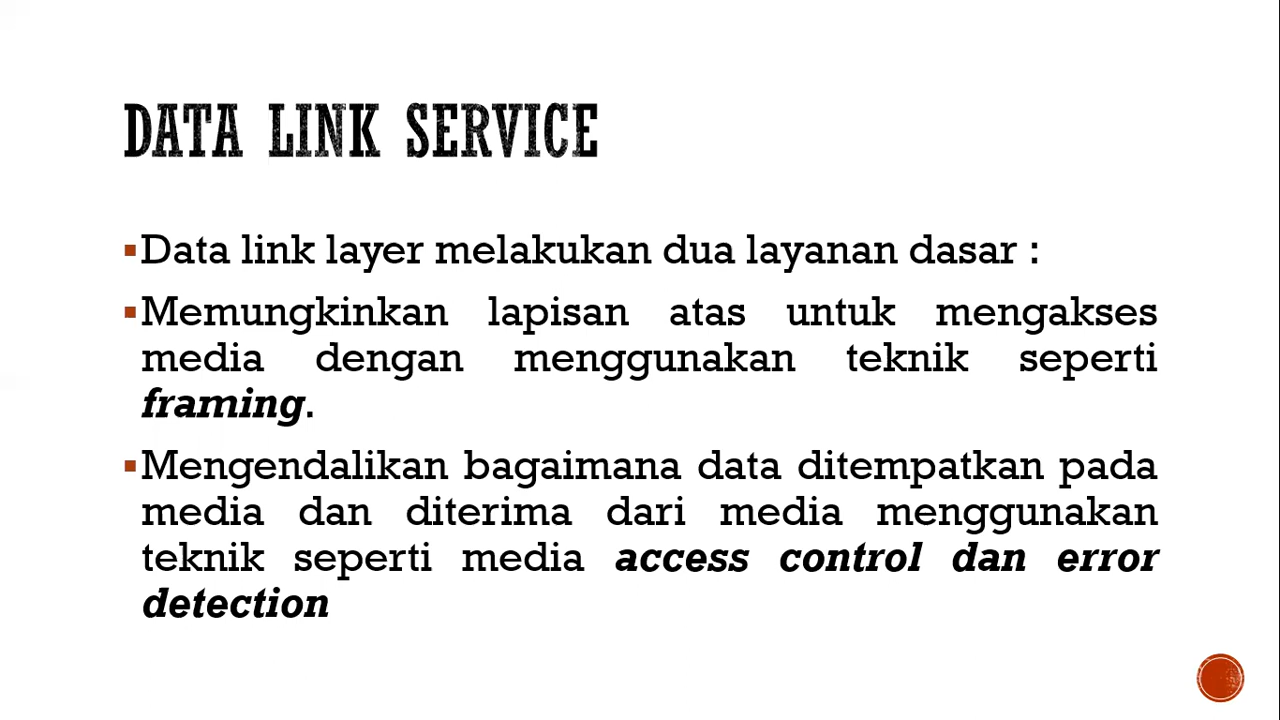 DATA LINK SERVICE
▪Data link layer melakukan dua layanan dasar :
▪Memungkinkan lapisan atas untuk mengakses
media dengan menggunakan teknik seperti
framing.
▪Mengendalikan bagaimana data ditempatkan pada
media dan diterima dari media menggunakan
teknik seperti media access control dan error
detection